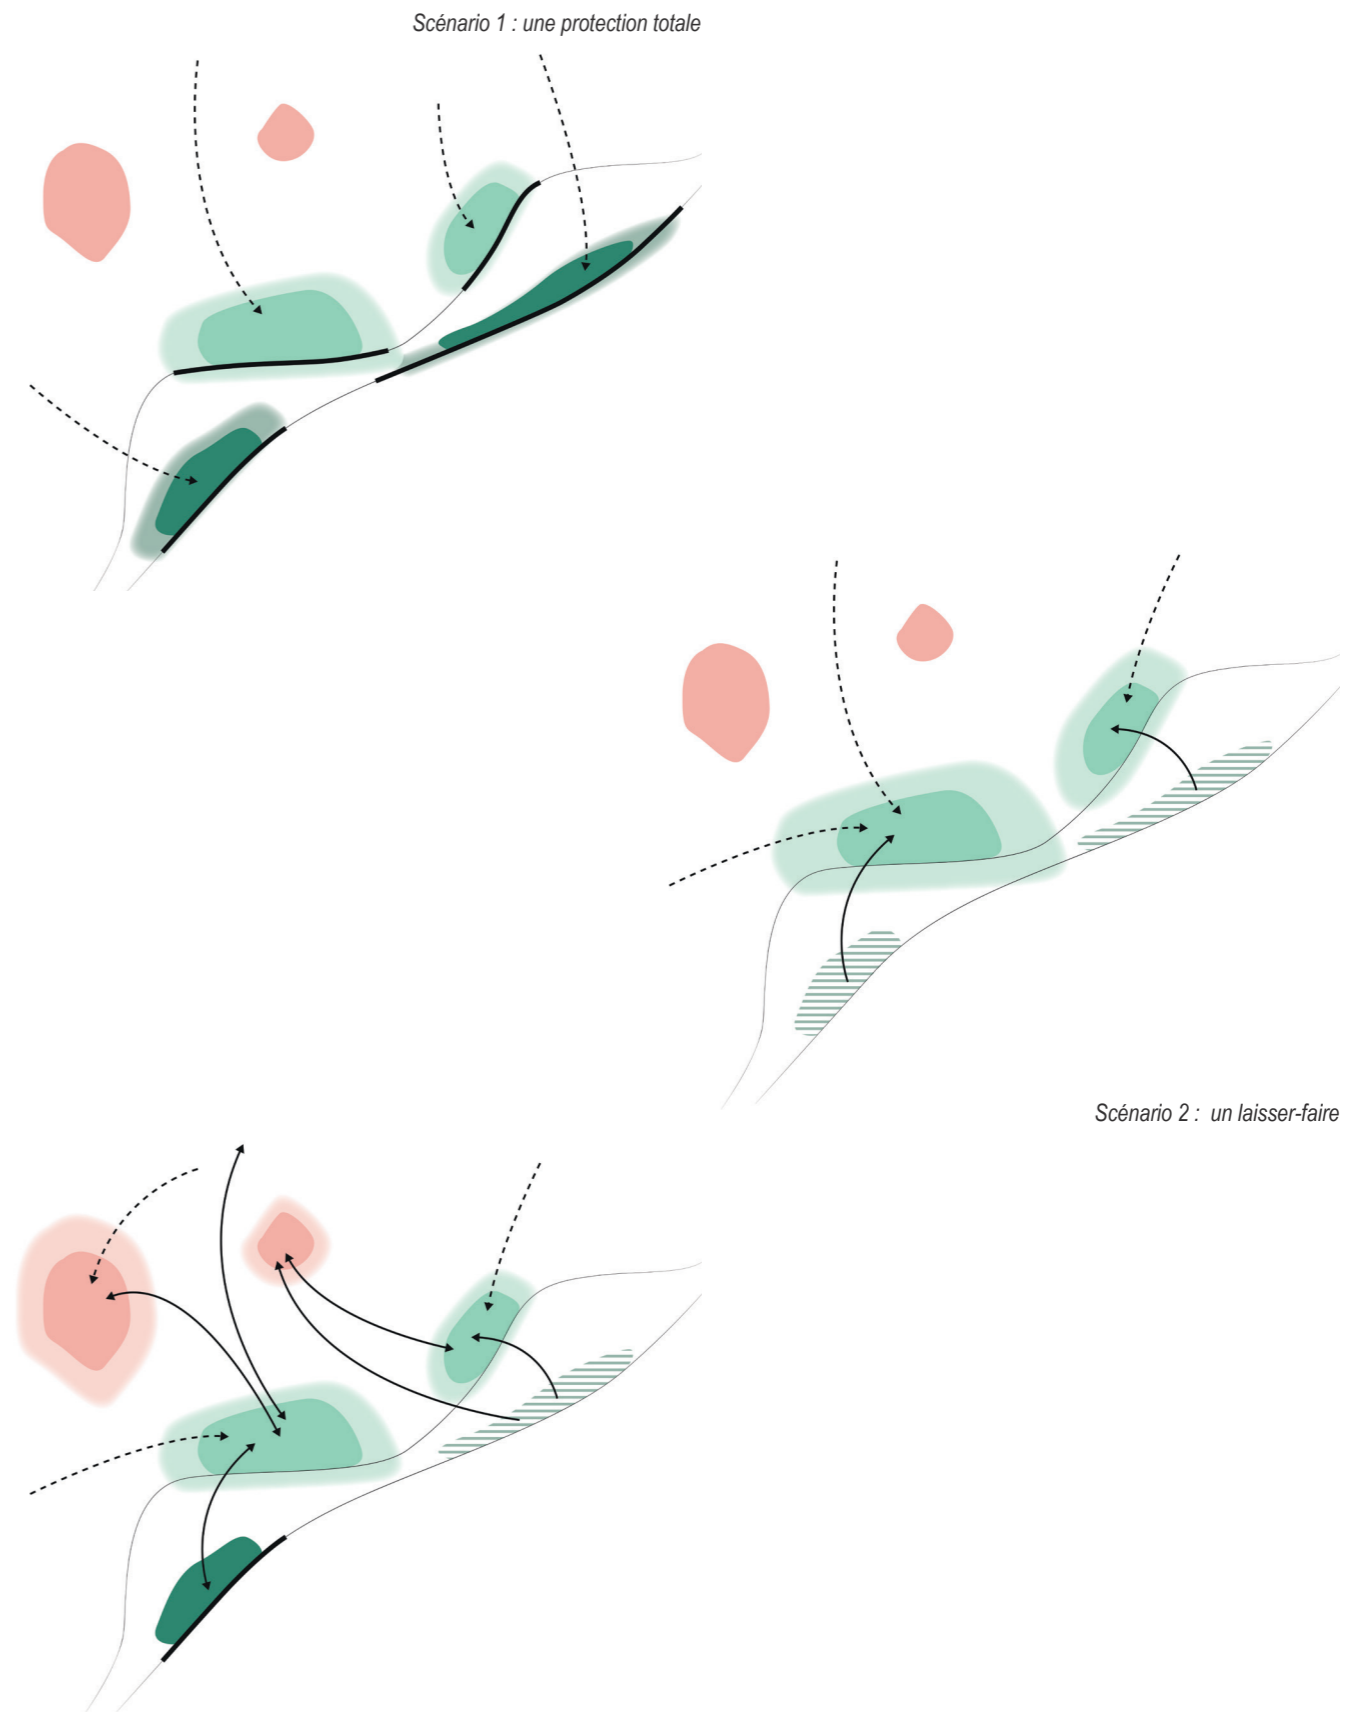 Scénario 1 : une protection totale
Scénario 2 : un laisser-faire